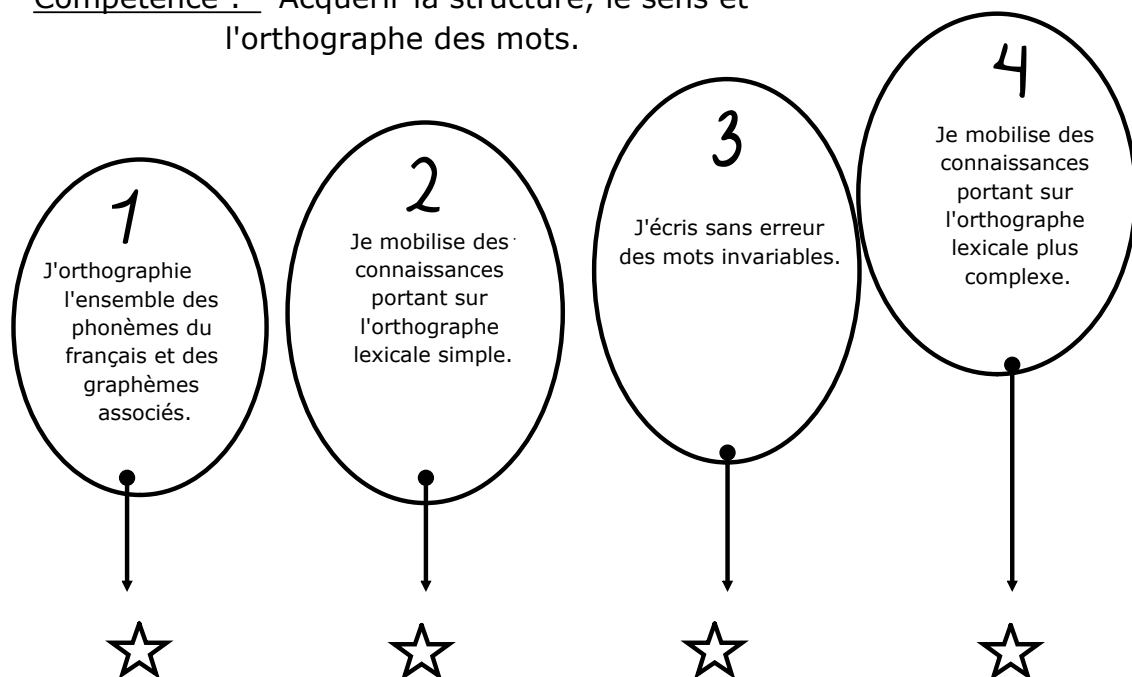 Compétence : Acquérir la structure, le sens et
l'orthographe des mots.
1
J'orthographie
l'ensemble des
phonèmes du
français et des
graphèmes
associés.
2
Je mobilise des
connaissances
portant sur
l'orthographe
lexicale simple.
3
J'écris sans erreur
des mots invariables.
4
Je mobilise des
connaissances
portant sur
l'orthographe
lexicale plus
complexe.